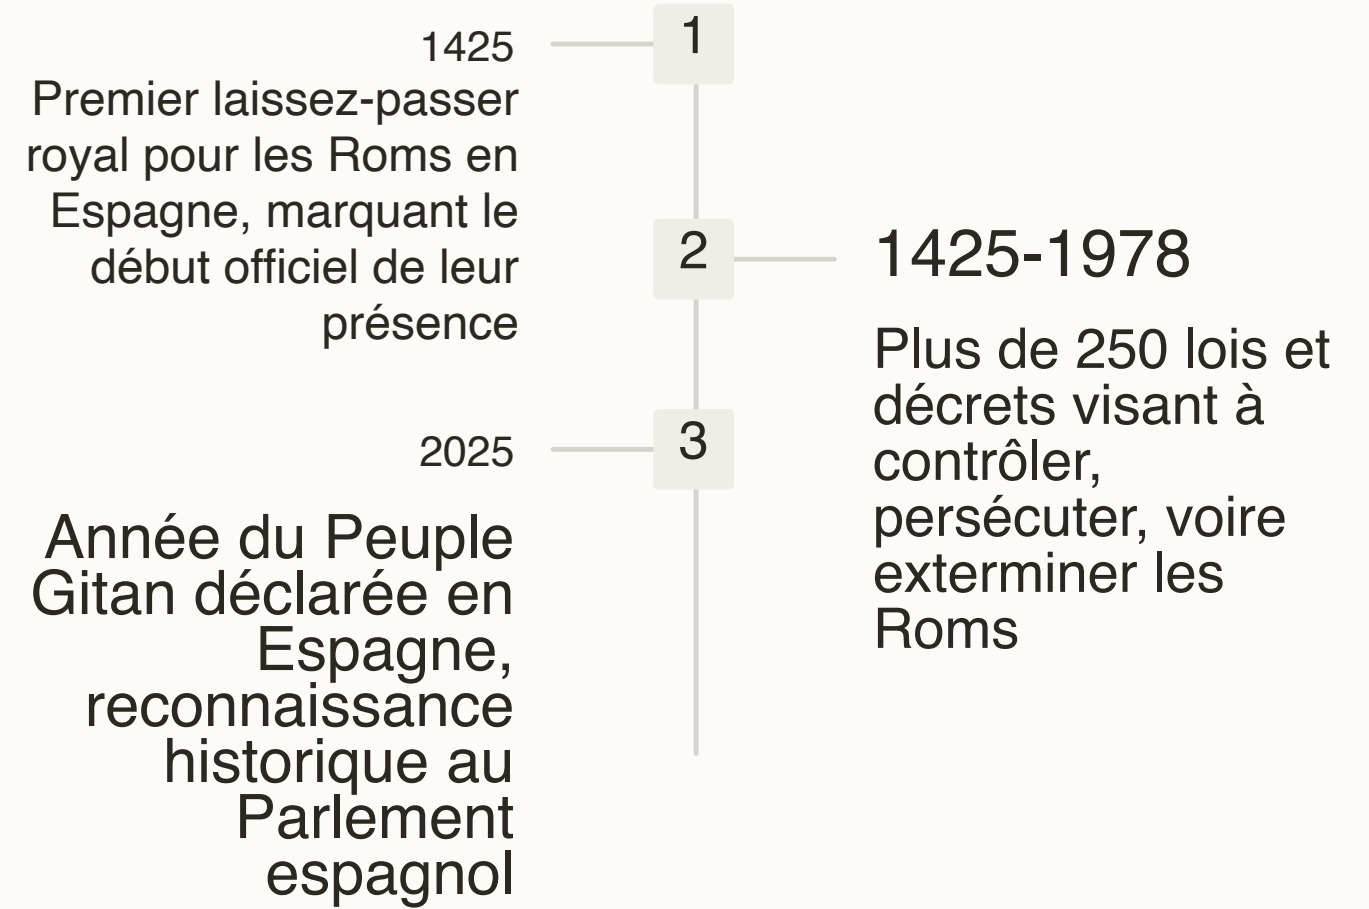 1
1425
Premier laissez-passer
royal pour les Roms en
Espagne, marquant le
début officiel de leur
présence
2
1425-1978
Plus de 250 lois et
décrets visant à
contrôler,
persécuter, voire
exterminer les
Roms
3
2025
Année du Peuple
Gitan déclarée en
Espagne,
reconnaissance
historique au
Parlement
espagnol